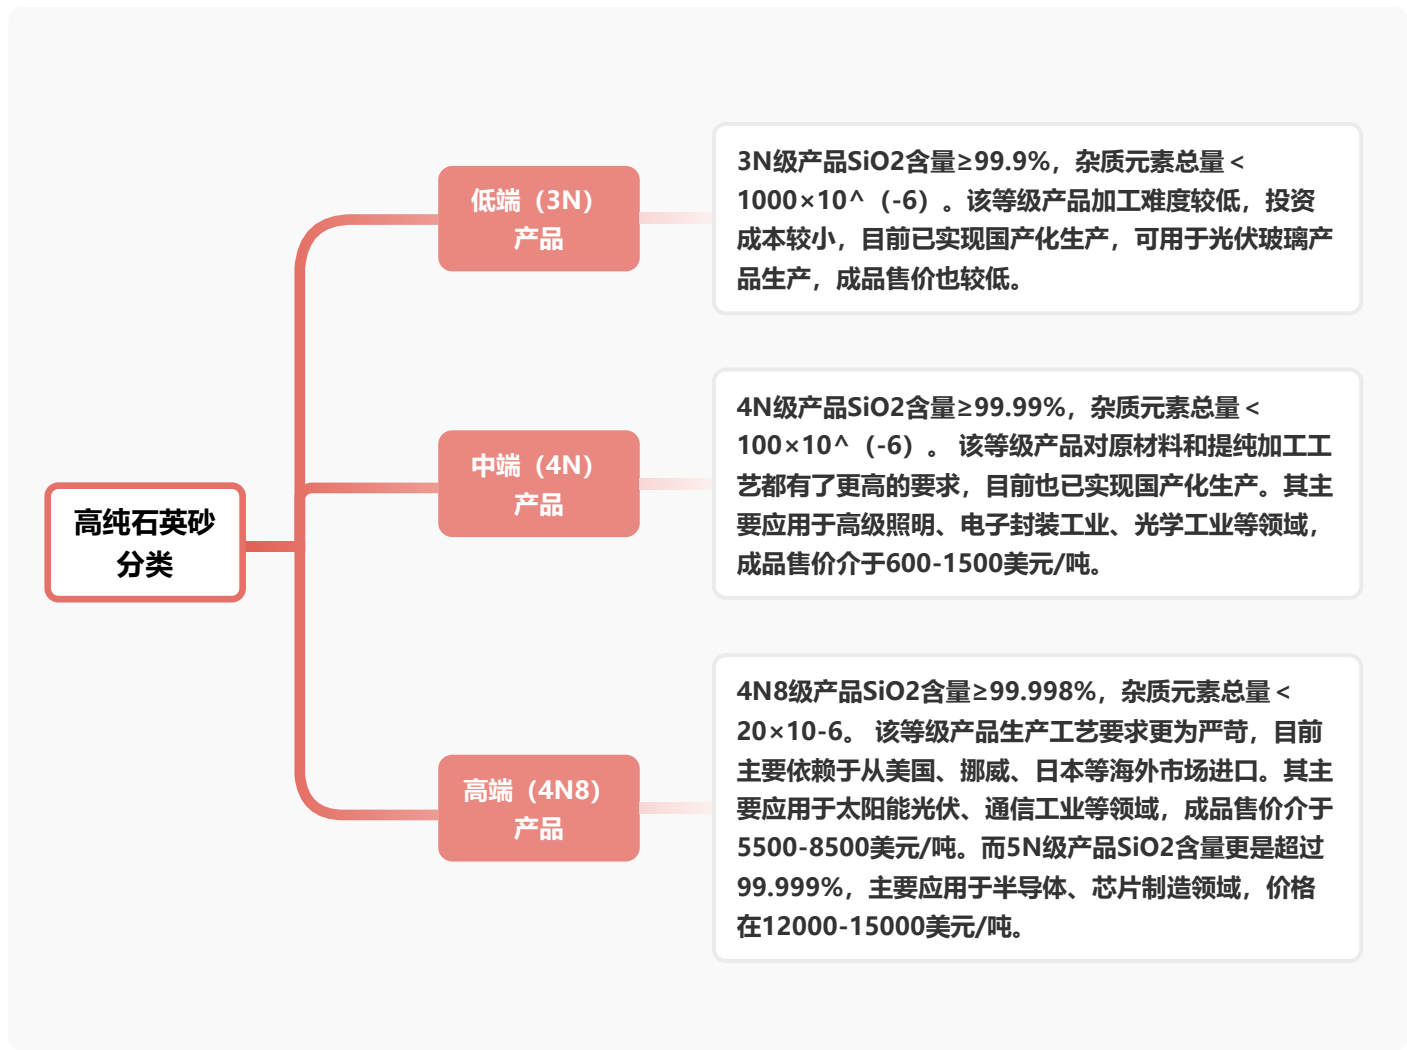 高纯石英砂
分类
低端（3N）
产品
3N级产品SiO2含量≥99.9%，杂质元素总量＜
1000×10^（-6）。该等级产品加工难度较低，投资
成本较小，目前已实现国产化生产，可用于光伏玻璃产
品生产，成品售价也较低。
中端（4N）
产品
4N级产品SiO2含量≥99.99%，杂质元素总量＜
100×10^（-6）。 该等级产品对原材料和提纯加工工
艺都有了更高的要求，目前也已实现国产化生产。其主
要应用于高级照明、电子封装工业、光学工业等领域，
成品售价介于600-1500美元/吨。
高端（4N8）
产品
4N8级产品SiO2含量≥99.998%，杂质元素总量＜
20×10-6。 该等级产品生产工艺要求更为严苛，目前
主要依赖于从美国、挪威、日本等海外市场进口。其主
要应用于太阳能光伏、通信工业等领域，成品售价介于
5500-8500美元/吨。而5N级产品SiO2含量更是超过
99.999%，主要应用于半导体、芯片制造领域，价格
在12000-15000美元/吨。